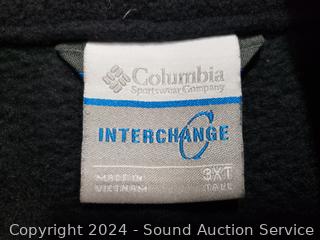 Columbia
Sportswear Company
INTERCHANGE C
MADE IN
VIETNAM
3XT
TALL
Copyright 2024 - Sound Auction Service